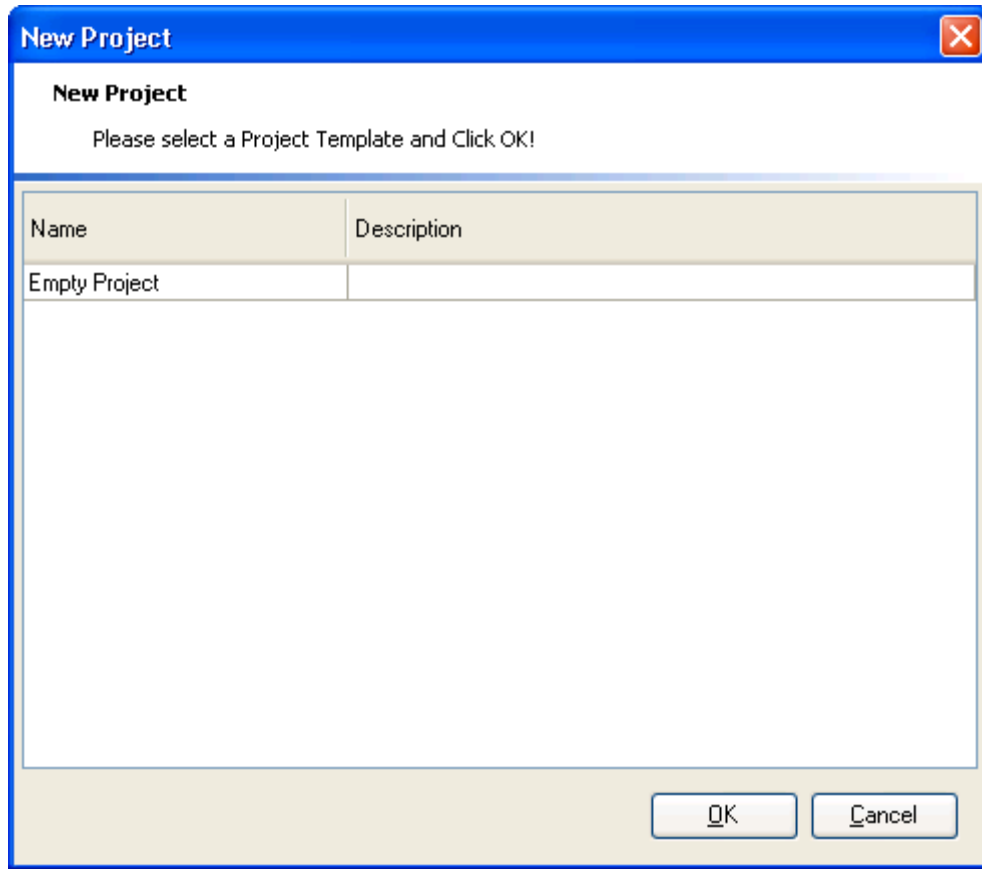 New Project
New Project
Please select a Project Template and Click OK!
Name Description
Empty Project
OK Cancel